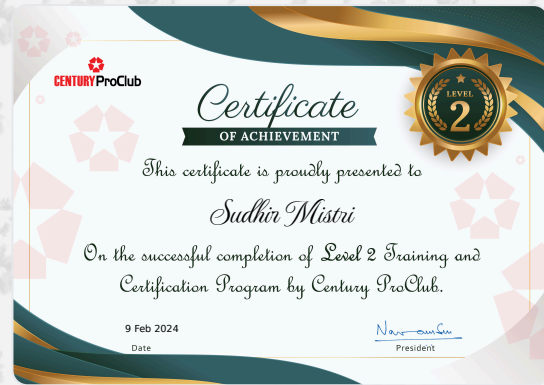 CENTURY ProClub
Certificate
OF ACHIEVEMENT
LEVEL
2
This certificate is proudly presented to
Sudhir Mistri
On the successful completion of Level 2 Training and
Certification Program by Century ProClub.
9 Feb 2024
Date
President